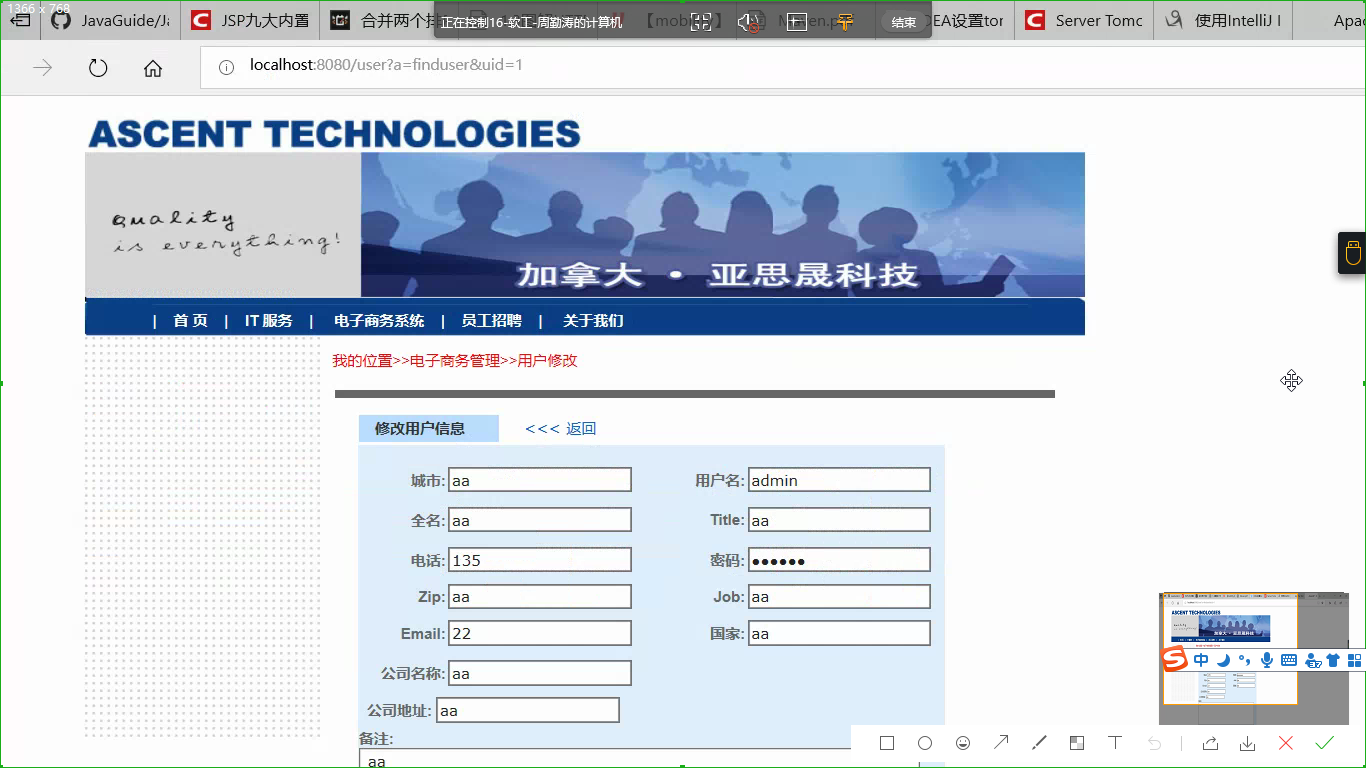 1366 x 768
JavaGuide/Ja
JSP九大内置
合并两个排
正在控制16-软工-周勤涛的计算机
结束
DEA设置tor
Server Tomc
使用IntelliJ I
Apac
localhost:8080/user?a=finduser&uid=1
ASCENT TECHNOLOGIES
quality
is everything!
加拿大 · 亚思晟科技
| 首 页 | IT 服务 | 电子商务系统 | 员工招聘 | 关于我们
我的位置>>电子商务管理>>用户修改
修改用户信息 <<< 返回
城市: aa 用户名: admin
全名: aa Title: aa
电话: 135 密码: ●●●●●●
Zip: aa Job: aa
Email: 22 国家: aa
公司名称: aa
公司地址: aa
备注:
aa
中